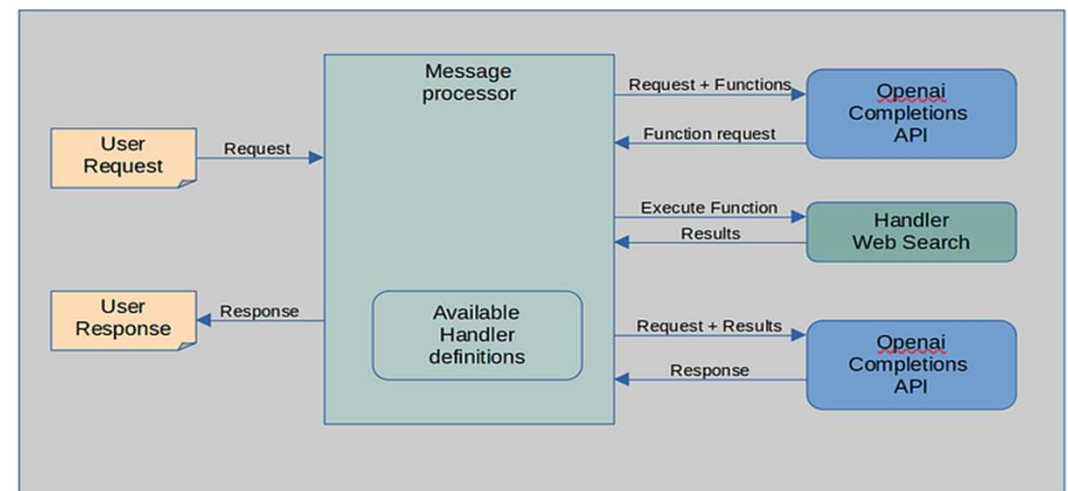 Message
processor
User
Request
Request
Request + Functions
Openai
Completions
API
Function request
Execute Function
Handler
Web Search
Results
User
Response
Response
Available
Handler
definitions
Request + Results
Openai
Completions
API
Response